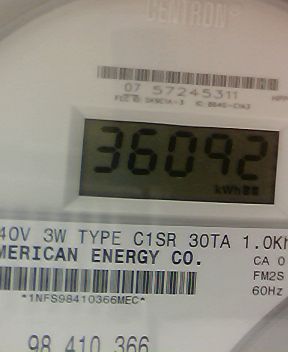 CENTRON®
07 57245311
36092
kWh
40V 3W TYPE C1SR 30TA 1.0Kh
MERICAN ENERGY CO.
CA 0
FM2S
60Hz
*1NFS98410366MEC*
98 410 366